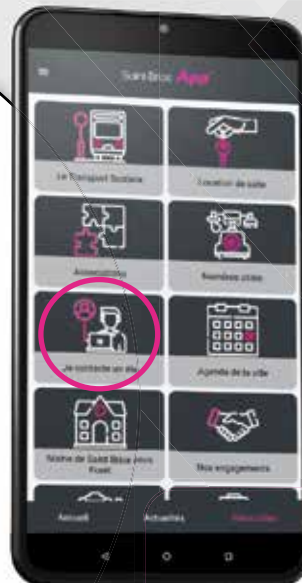 Saint Brice App'
Le Transport Scolaire
Location de salle
Associations
Numéros utiles
Je contacte un élu
Agenda de la ville
Mairie de Saint Brice sous
Foret
Nos engagements
Accueil
Actualités